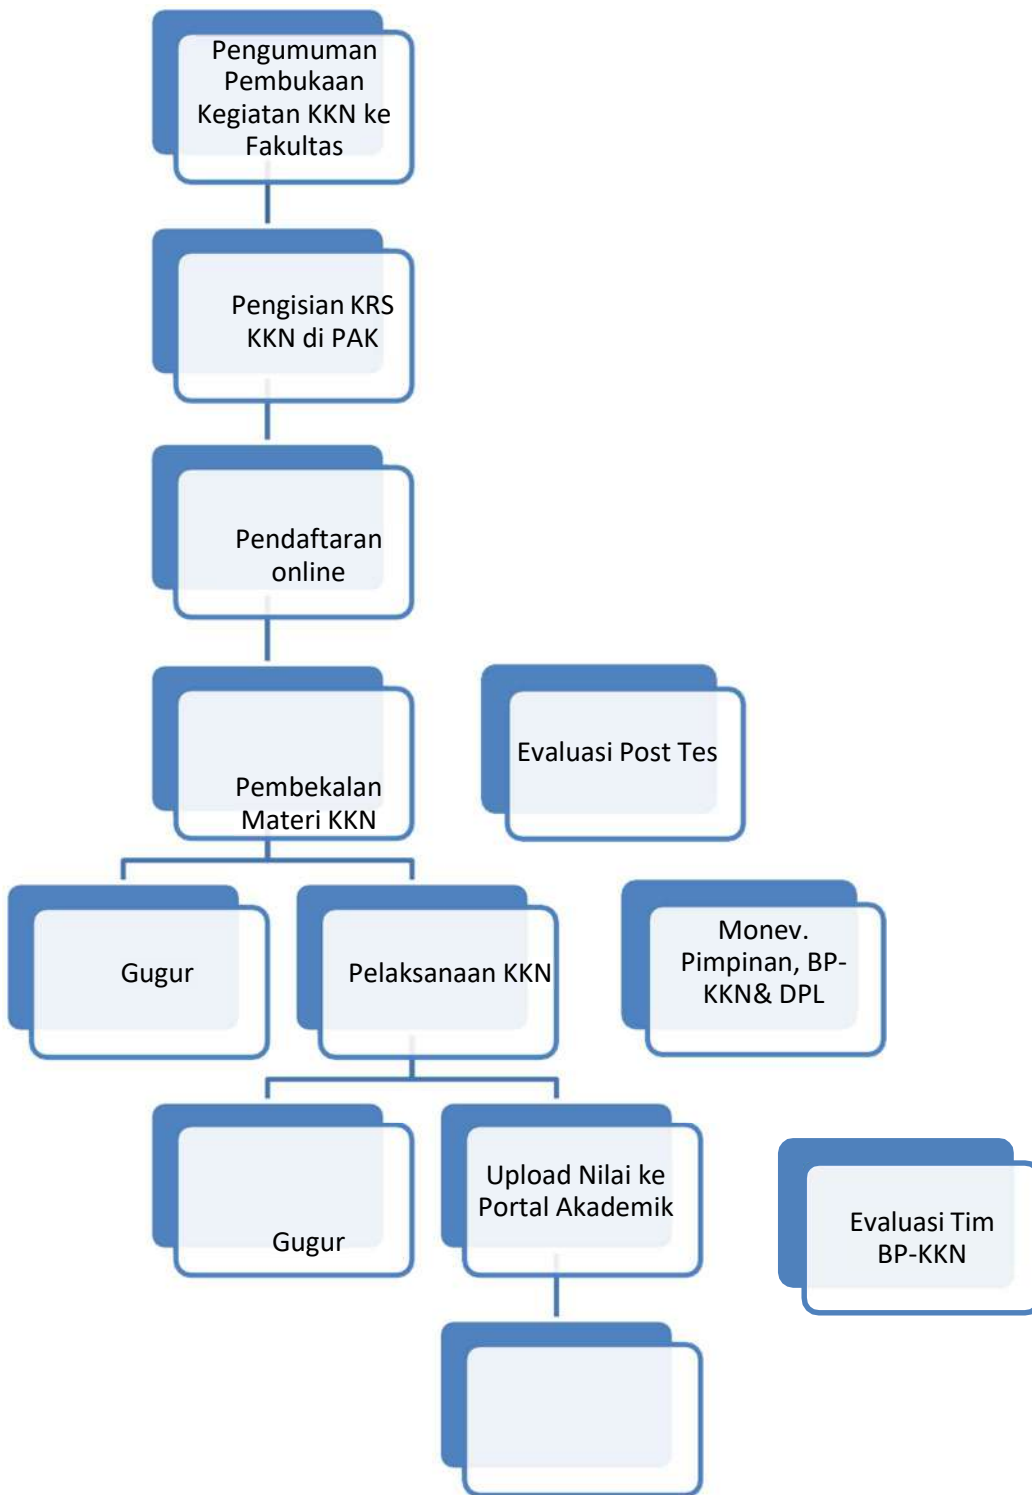 Pengumuman
Pembukaan
Kegiatan KKN ke
Fakultas
Pengisian KRS
KKN di PAK
Pendaftaran
online
Pembekalan
Materi KKN
Evaluasi Post Tes
Gugur
Pelaksanaan KKN
Monev.
Pimpinan, BP-
KKN& DPL
Gugur
Upload Nilai ke
Portal Akademik
Evaluasi Tim
BP-KKN